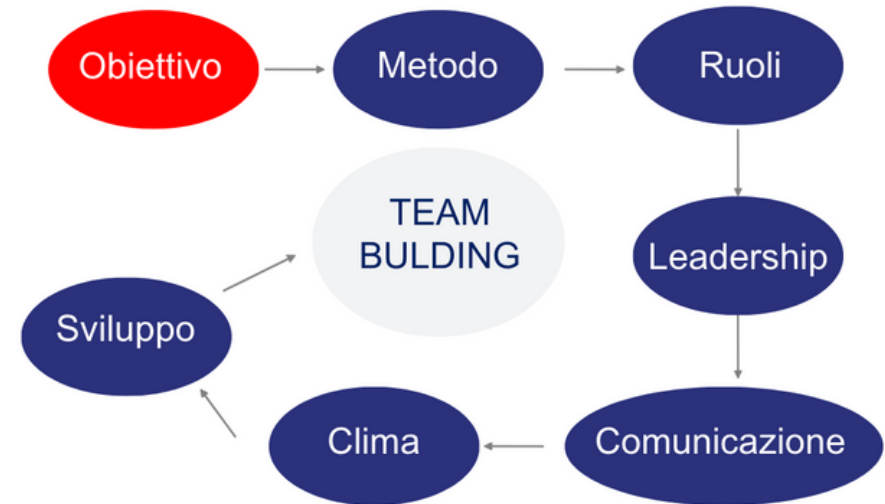 Obiettivo
Metodo
Ruoli
Leadership
Comunicazione
Clima
Sviluppo
TEAM
BULDING